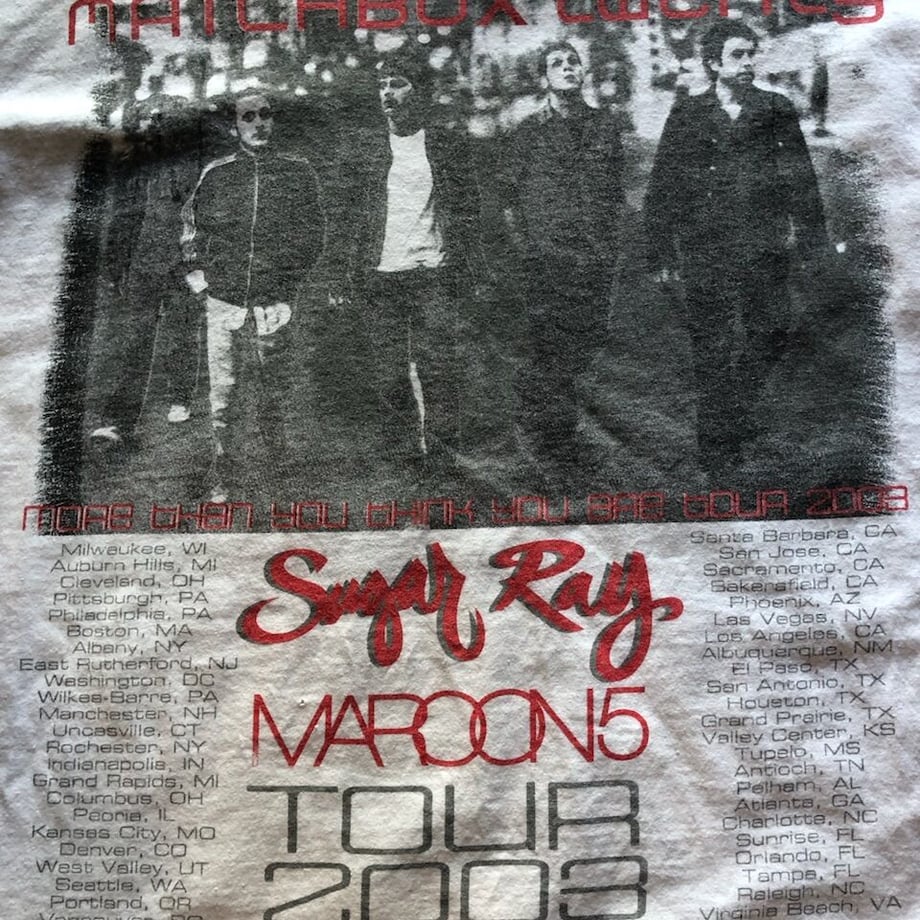 MATCHBOX TWENTY
MORE THAN YOU THINK YOU ARE TOUR 2003
Milwaukee, WI
Auburn Hills, MI
Cleveland, OH
Pittsburgh, PA
Philadelphia, PA
Boston, MA
Albany, NY
East Rutherford, NJ
Washington, DC
Wilkes-Barre, PA
Manchester, NH
Uncasville, CT
Rochester, NY
Indianapolis, IN
Grand Rapids, MI
Columbus, OH
Peoria, IL
Kansas City, MO
Denver, CO
West Valley, UT
Seattle, WA
Portland, OR
Vancouver, BC
Sugar Ray
MAROON 5
TOUR
2003
Santa Barbara, CA
San Jose, CA
Sacramento, CA
Bakersfield, CA
Phoenix, AZ
Las Vegas, NV
Los Angeles, CA
Albuquerque, NM
El Paso, TX
San Antonio, TX
Houston, TX
Grand Prairie, TX
Valley Center, KS
Tupelo, MS
Antioch, TN
Pelham, AL
Atlanta, GA
Charlotte, NC
Sunrise, FL
Orlando, FL
Tampa, FL
Raleigh, NC
Virginia Beach, VA